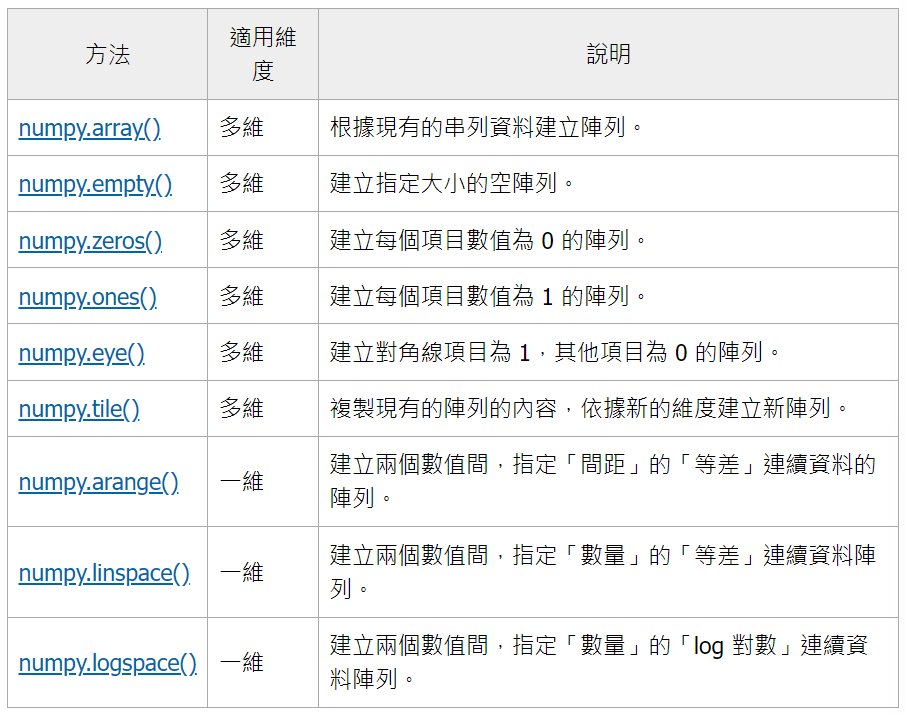 方法
適用維
度
說明
numpy.array()
多維
根據現有的串列資料建立陣列。
numpy.empty()
多維
建立指定大小的空陣列。
numpy.zeros()
多維
建立每個項目數值為 0 的陣列。
numpy.ones()
多維
建立每個項目數值為 1 的陣列。
numpy.eye()
多維
建立對角線項目為 1，其他項目為 0 的陣列。
numpy.tile()
多維
複製現有的陣列的內容，依據新的維度建立新陣列。
numpy.arange()
一維
建立兩個數值間，指定「間距」的「等差」連續資料的
陣列。
numpy.linspace()
一維
建立兩個數值間，指定「數量」的「等差」連續資料陣
列。
numpy.logspace()
一維
建立兩個數值間，指定「數量」的「log 對數」連續資
料陣列。